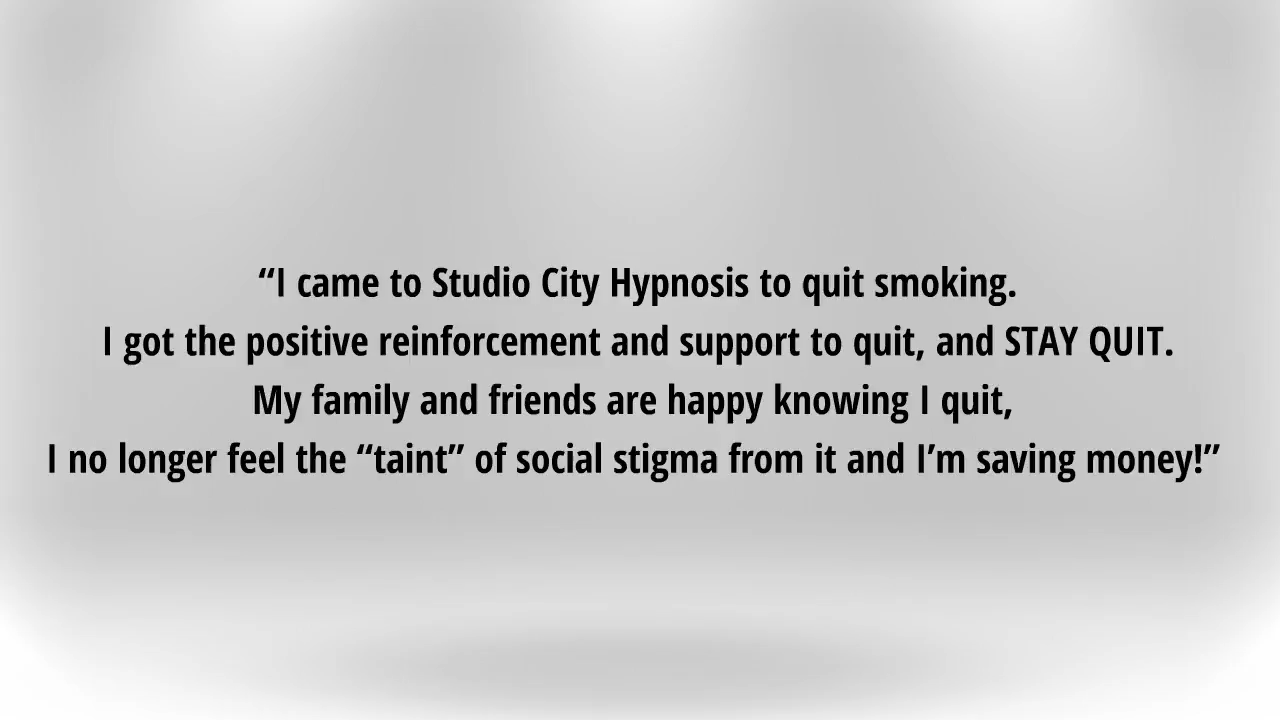 “I came to Studio City Hypnosis to quit smoking.
I got the positive reinforcement and support to quit, and STAY QUIT.
My family and friends are happy knowing I quit,
I no longer feel the “taint” of social stigma from it and I’m saving money!”